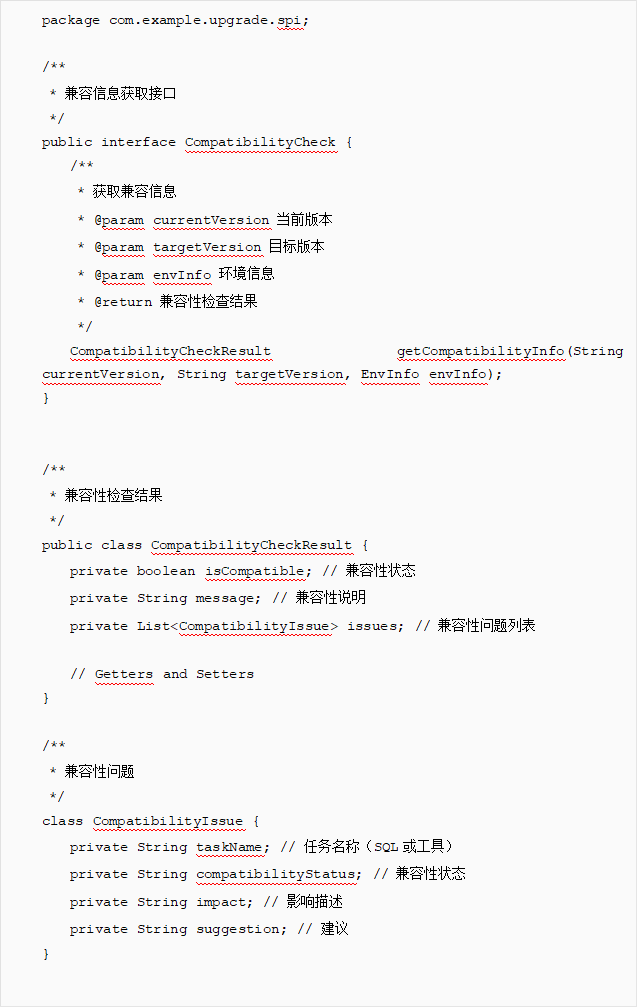 package com.example.upgrade.spi;
/**
* 兼容信息获取接口
*/
public interface CompatibilityCheck {
/**
* 获取兼容信息
* @param currentVersion 当前版本
* @param targetVersion 目标版本
* @param envInfo 环境信息
* @return 兼容性检查结果
*/
CompatibilityCheckResult getCompatibilityInfo(String
currentVersion, String targetVersion, EnvInfo envInfo);
}
/**
* 兼容性检查结果
*/
public class CompatibilityCheckResult {
private boolean isCompatible; // 兼容性状态
private String message; // 兼容性说明
private List<CompatibilityIssue> issues; // 兼容性问题列表
// Getters and Setters
}
/**
* 兼容性问题
*/
class CompatibilityIssue {
private String taskName; // 任务名称（SQL 或工具）
private String compatibilityStatus; // 兼容性状态
private String impact; // 影响描述
private String suggestion; // 建议
}